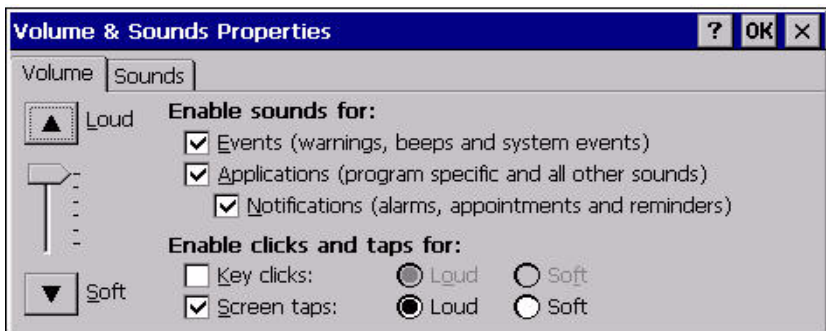 Volume & Sounds Properties ? OK ×
Volume Sounds
Loud
Enable sounds for:
Events (warnings, beeps and system events)
Applications (program specific and all other sounds)
Notifications (alarms, appointments and reminders)
Enable clicks and taps for:
Key clicks: Loud Soft
Soft
Screen taps: Loud Soft